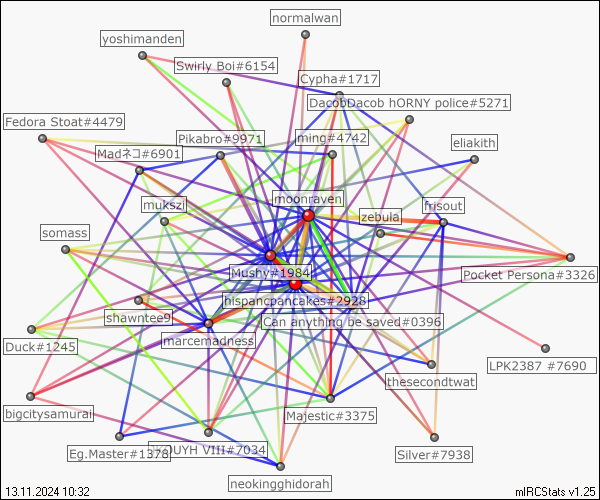 normalwan
yoshimanden
Swirly Boi#6154
Cypha#1717
DacobDacob hORNY police#5271
Fedora Stoat#4479
Pikabro#9971
ming#4742
eliakith
Madネコ#6901
moonraven
mukszi
zebula
frisout
somass
Mushy#1984
Pocket Persona#3326
hispancpancakes#2928
shawntee9
Can anything be saved#0396
Duck#1245
marcemadness
LPK2387 #7690
thesecondtwat
bigcitysamurai
Majestic#3375
Eg.Master#1378
KOUYH VIII#7034
Silver#7938
neokingghidorah
13.11.2024 10:32
mIRCStats v1.25